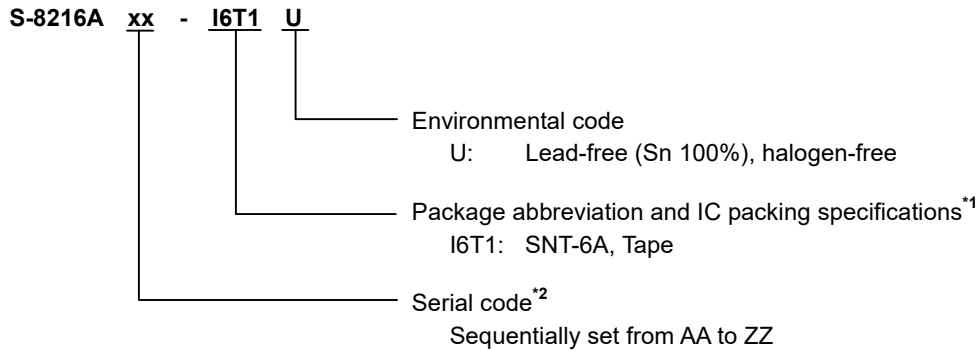 S-8216A xx - I6T1 U
Environmental code
U: Lead-free (Sn 100%), halogen-free
Package abbreviation and IC packing specifications*1
I6T1: SNT-6A, Tape
Serial code*2
Sequentially set from AA to ZZ